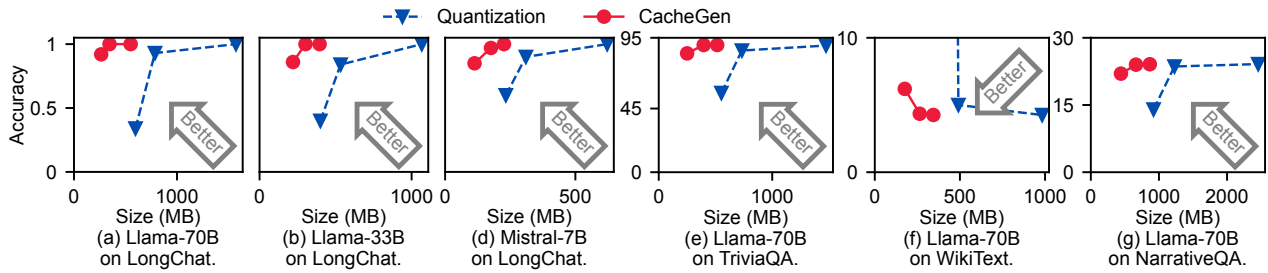 Quantization CacheGen
Accuracy
1
0.5
0
0 1000
Better
Size (MB)
(a) Llama-70B
on LongChat.
0 1000
Better
Size (MB)
(b) Llama-33B
on LongChat.
0 500
Better
Size (MB)
(d) Mistral-7B
on LongChat.
95
45
0
0 1000
Better
Size (MB)
(e) Llama-70B
on TriviaQA.
10
0
0 500 1000
Better
Size (MB)
(f) Llama-70B
on WikiText.
30
15
0
0 1000 2000
Better
Size (MB)
(g) Llama-70B
on NarrativeQA.